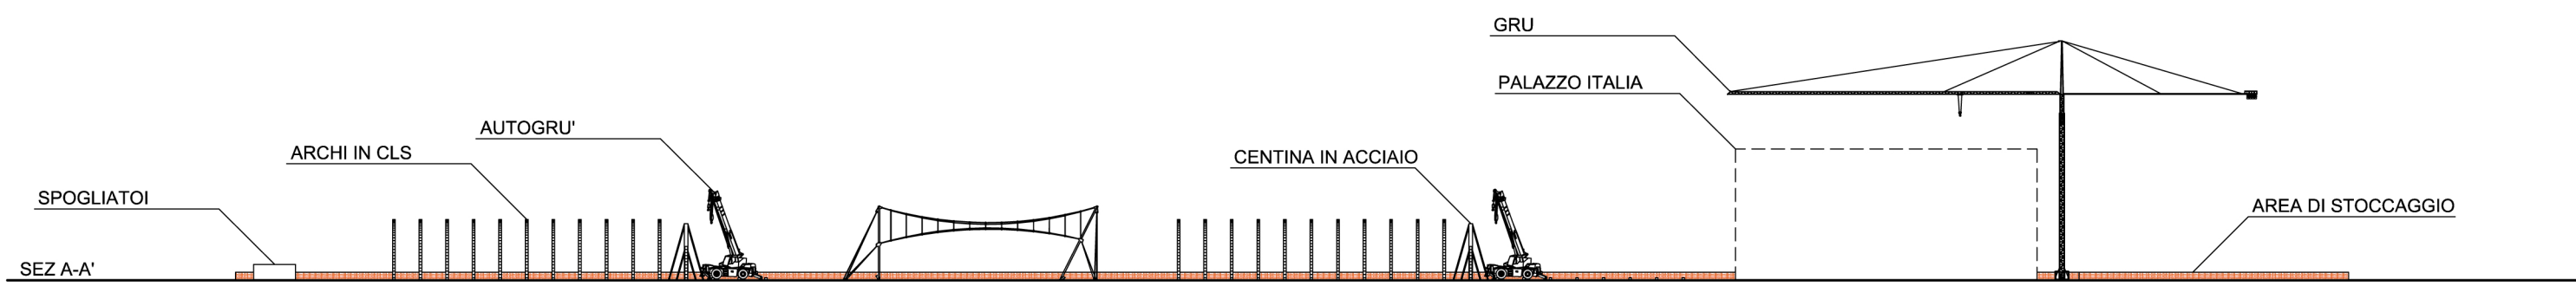 GRU
PALAZZO ITALIA
AUTOGRU'
ARCHI IN CLS
CENTINA IN ACCIAIO
SPOGLIATOI
AREA DI STOCCAGGIO
SEZ A-A'